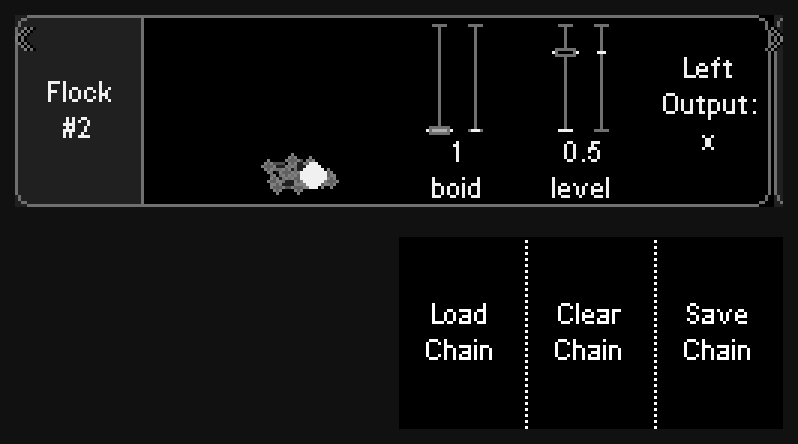 Flock
#2
1
boid
0.5
level
Left
Output:
x
Load
Chain
Clear
Chain
Save
Chain